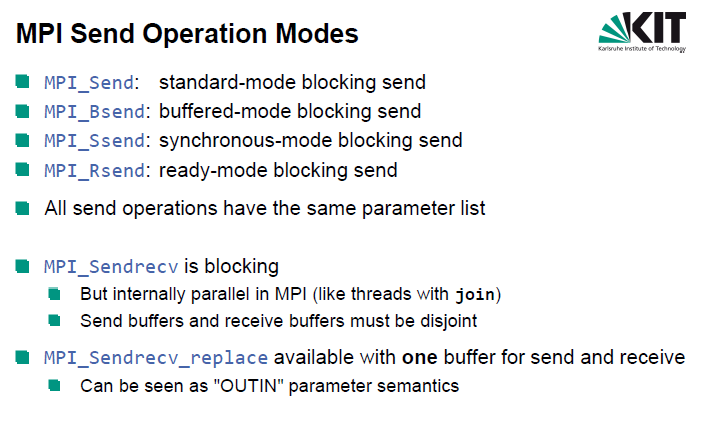 MPI Send Operation Modes
KIT
Karlsruhe Institute of Technology
MPI_Send: standard-mode blocking send
MPI_Bsend: buffered-mode blocking send
MPI_Ssend: synchronous-mode blocking send
MPI_Rsend: ready-mode blocking send
All send operations have the same parameter list
MPI_Sendrecv is blocking
But internally parallel in MPI (like threads with join)
Send buffers and receive buffers must be disjoint
MPI_Sendrecv_replace available with one buffer for send and receive
Can be seen as "OUTIN" parameter semantics